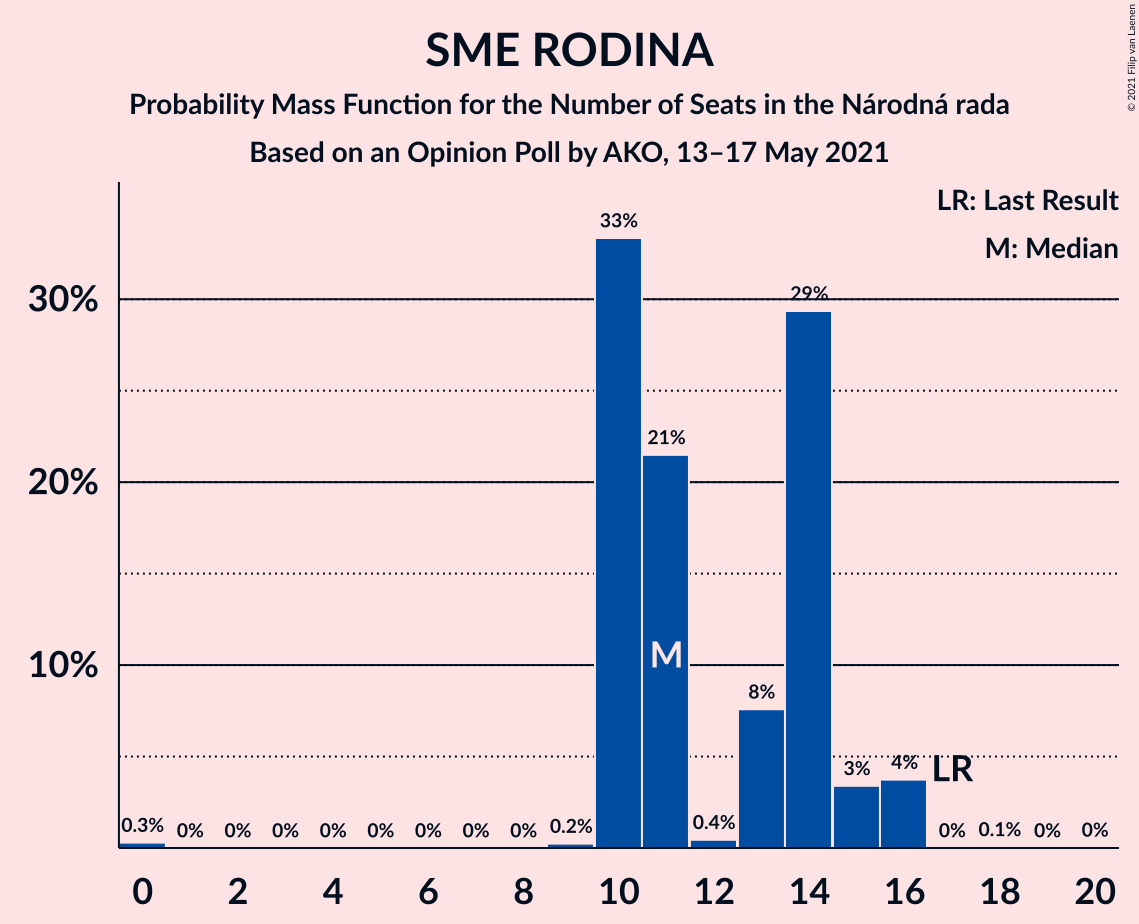 SME RODINA
Probability Mass Function for the Number of Seats in the Národná rada
Based on an Opinion Poll by AKO, 13–17 May 2021
© 2021 Filip van Laenen
LR: Last Result
M: Median
30%
20%
10%
0.3%
0%
0%
0%
0%
0%
0%
0%
0%
0.2%
33%
21%
0.4%
8%
29%
3%
4%
0%
0.1%
0%
0%
M
LR
0 2 4 6 8 10 12 14 16 18 20